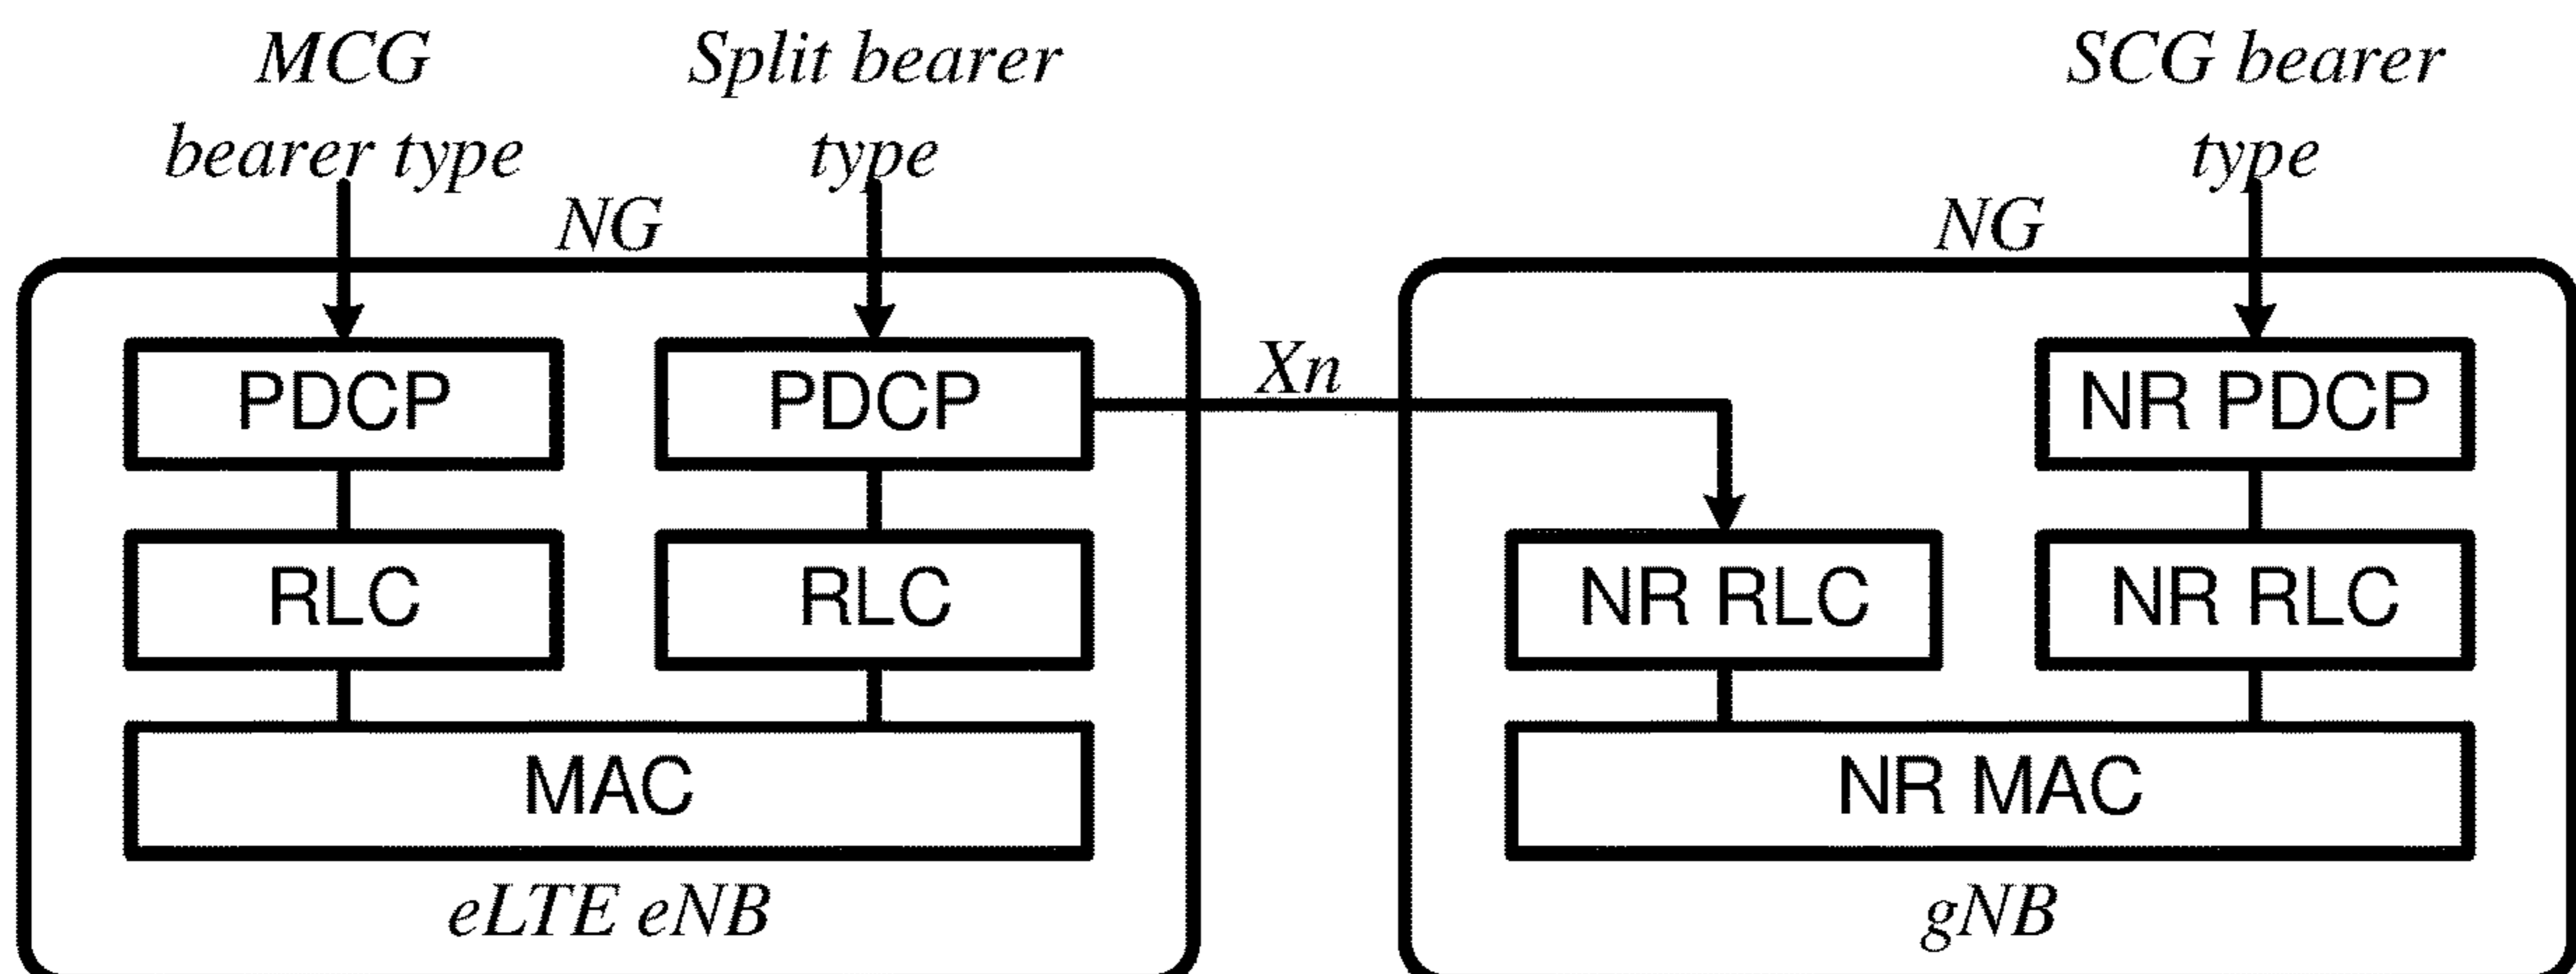 MCG
bearer type
Split bearer
type
SCG bearer
type
NG
NG
Xn
PDCP
PDCP
NR PDCP
RLC
RLC
NR RLC
NR RLC
MAC
NR MAC
eLTE eNB
gNB